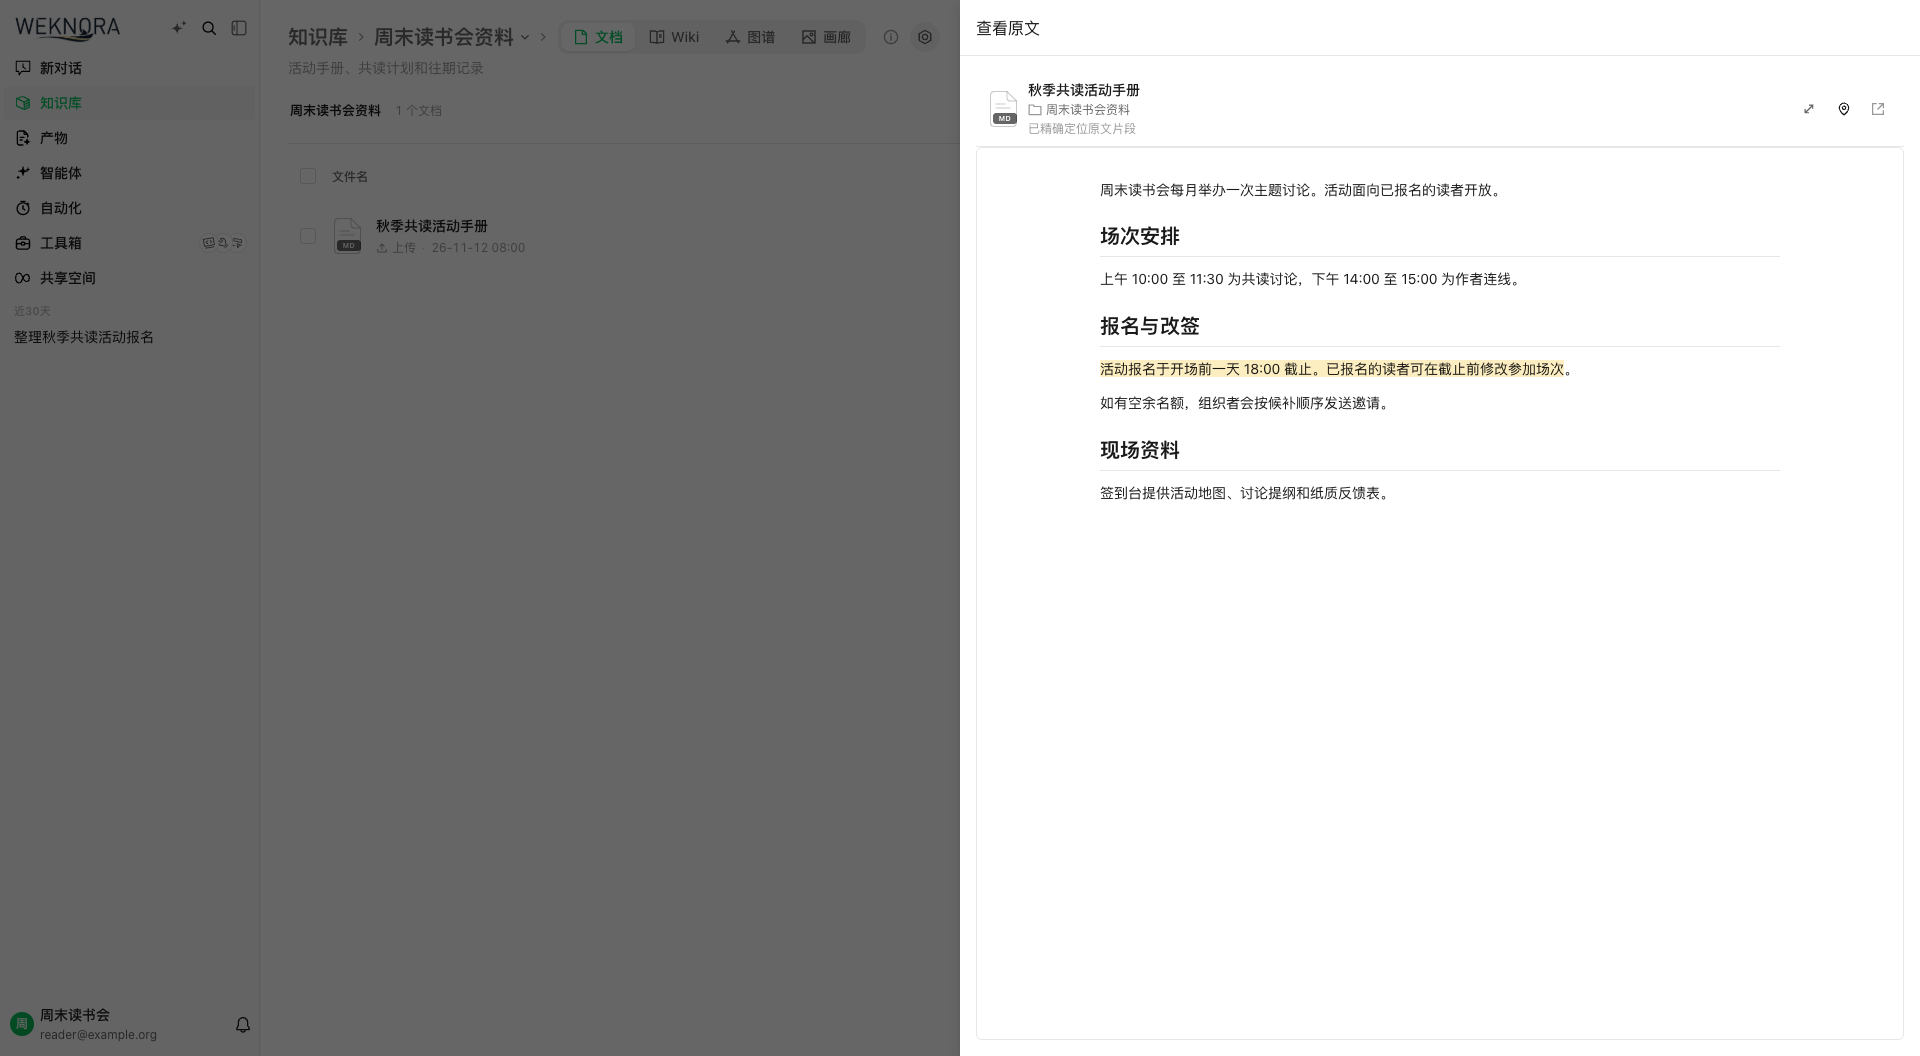 WEKNORA
新对话
知识库
产物
智能体
自动化
工具箱
共享空间
近30天
整理秋季共读活动报名
周
周末读书会
reader@example.org
知识库 › 周末读书会资料 ›
文档
Wiki
图谱
画廊
活动手册、共读计划和往期记录
周末读书会资料 1 个文档
文件名
MD
秋季共读活动手册
上传 · 26-11-12 08:00
查看原文
MD
秋季共读活动手册
周末读书会资料
已精确定位原文片段
周末读书会每月举办一次主题讨论。活动面向已报名的读者开放。
场次安排
上午 10:00 至 11:30 为共读讨论，下午 14:00 至 15:00 为作者连线。
报名与改签
活动报名于开场前一天 18:00 截止。已报名的读者可在截止前修改参加场次。
如有空余名额，组织者会按候补顺序发送邀请。
现场资料
签到台提供活动地图、讨论提纲和纸质反馈表。